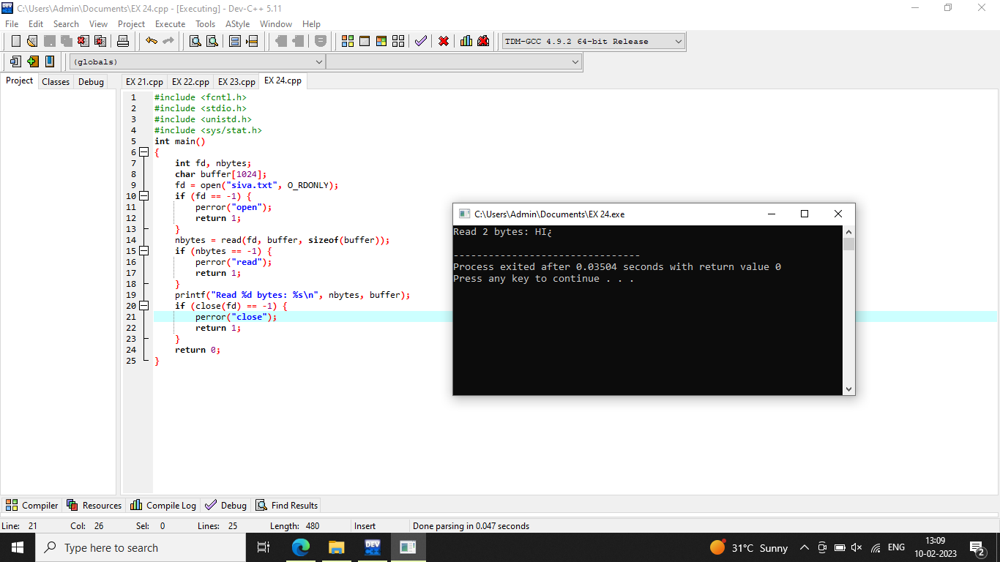 C:\Users\Admin\Documents\EX 24.cpp - [Executing] - Dev-C++ 5.11
File Edit Search View Project Execute Tools AStyle Window Help
TDM-GCC 4.9.2 64-bit Release
(globals)
Project Classes Debug
EX 21.cpp EX 22.cpp EX 23.cpp EX 24.cpp
1 #include <fcntl.h>
2 #include <stdio.h>
3 #include <unistd.h>
4 #include <sys/stat.h>
5 int main()
6 {
7 int fd, nbytes;
8 char buffer[1024];
9 fd = open("siva.txt", O_RDONLY);
10 if (fd == -1) {
11 perror("open");
12 return 1;
13 }
14 nbytes = read(fd, buffer, sizeof(buffer));
15 if (nbytes == -1) {
16 perror("read");
17 return 1;
18 }
19 printf("Read %d bytes: %s\n", nbytes, buffer);
20 if (close(fd) == -1) {
21 perror("close");
22 return 1;
23 }
24 return 0;
25 }
C:\Users\Admin\Documents\EX 24.exe
Read 2 bytes: HI¿
--------------------------------
Process exited after 0.03504 seconds with return value 0
Press any key to continue . . .
Compiler Resources Compile Log Debug Find Results
Line: 21 Col: 26 Sel: 0 Lines: 25 Length: 480 Insert Done parsing in 0.047 seconds
Type here to search
DEV
31°C Sunny
ENG
13:09
10-02-2023
2